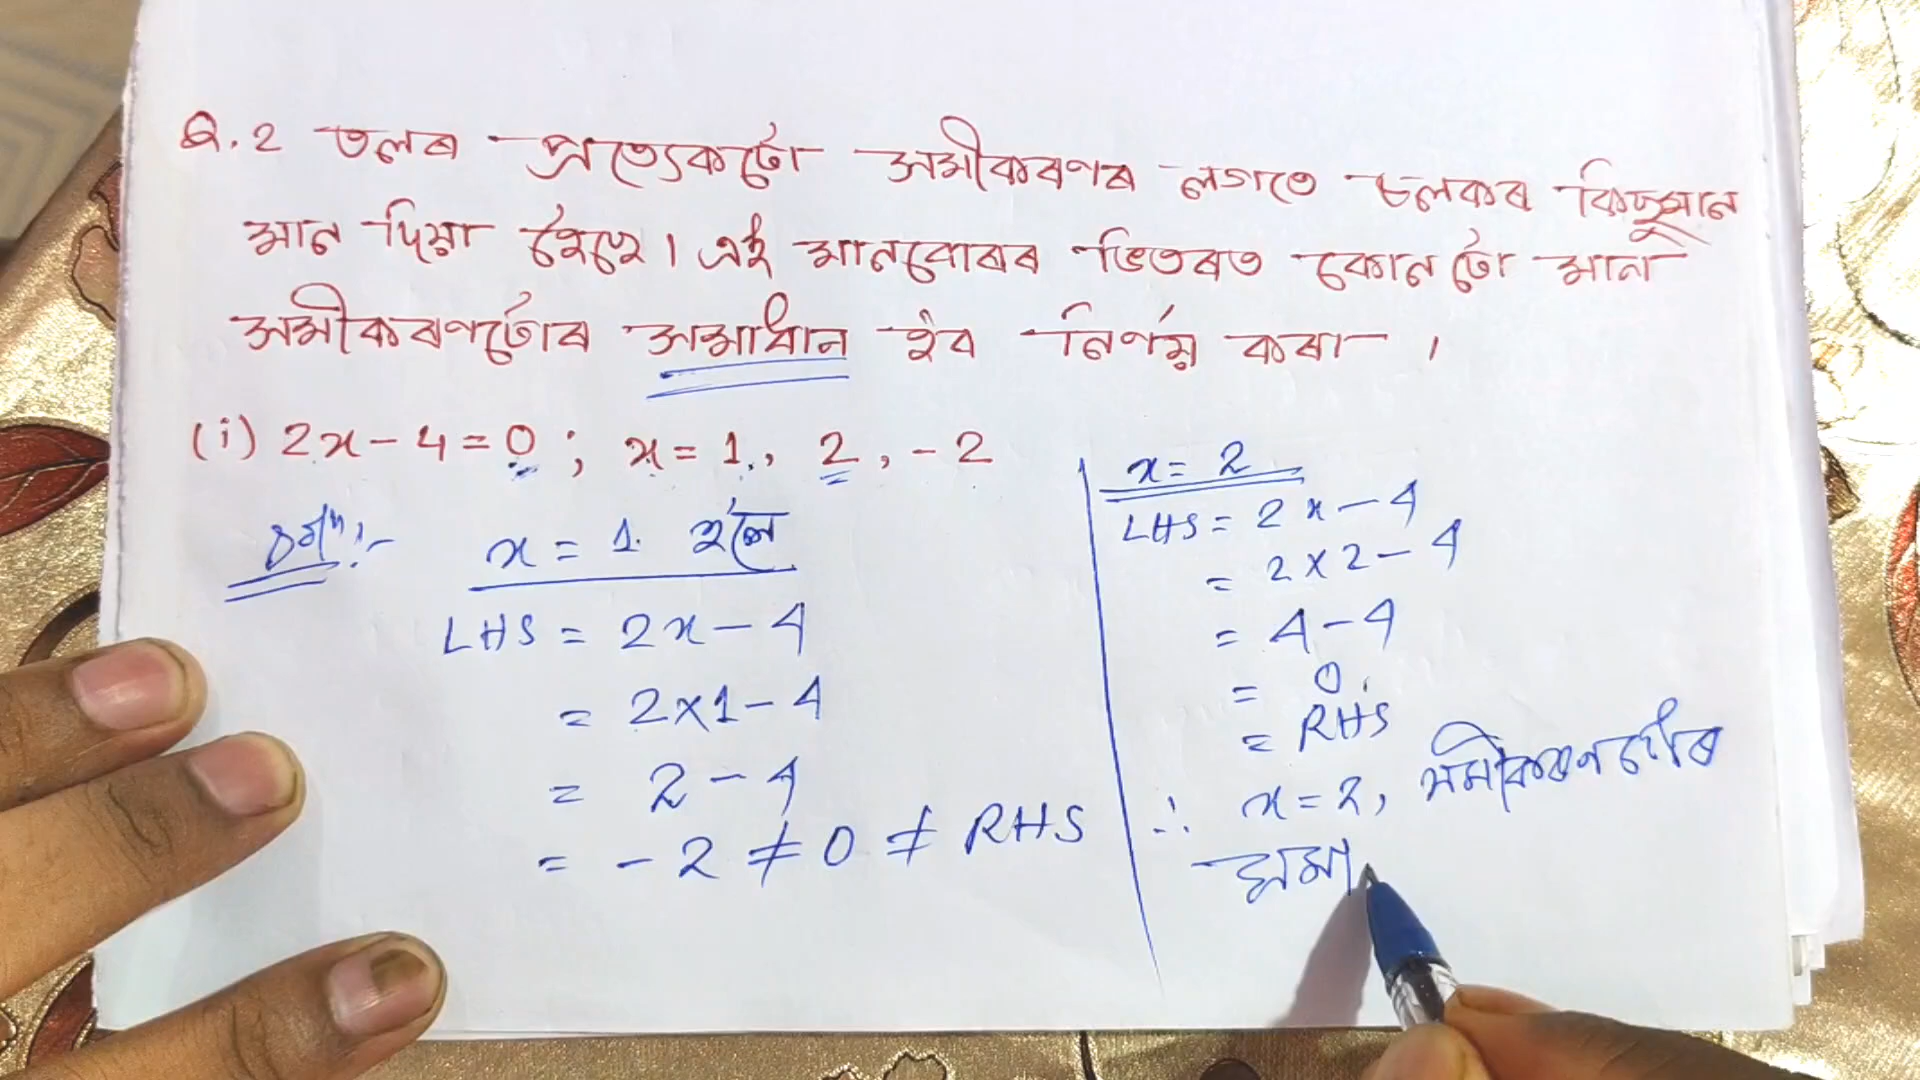 Q.2 তলৰ প্ৰত্যেকটো সমীকৰণৰ লগতে চলকৰ কিছুমান
মান দিয়া হৈছে। এই মানবোৰৰ ভিতৰত কোনটো মান
সমীকৰণটোৰ সমাধান হ'ব নিৰ্ণয় কৰা।
(i) 2x - 4 = 0 ; x = 1, 2, -2
Solⁿ:-
x = 1 হ'লে
LHS = 2x - 4
= 2×1 - 4
= 2 - 4
= -2 ≠ 0 ≠ RHS
x = 2
LHS = 2x - 4
= 2×2 - 4
= 4 - 4
= 0
= RHS
∴ x = 2, সমীকৰণটোৰ
সমা